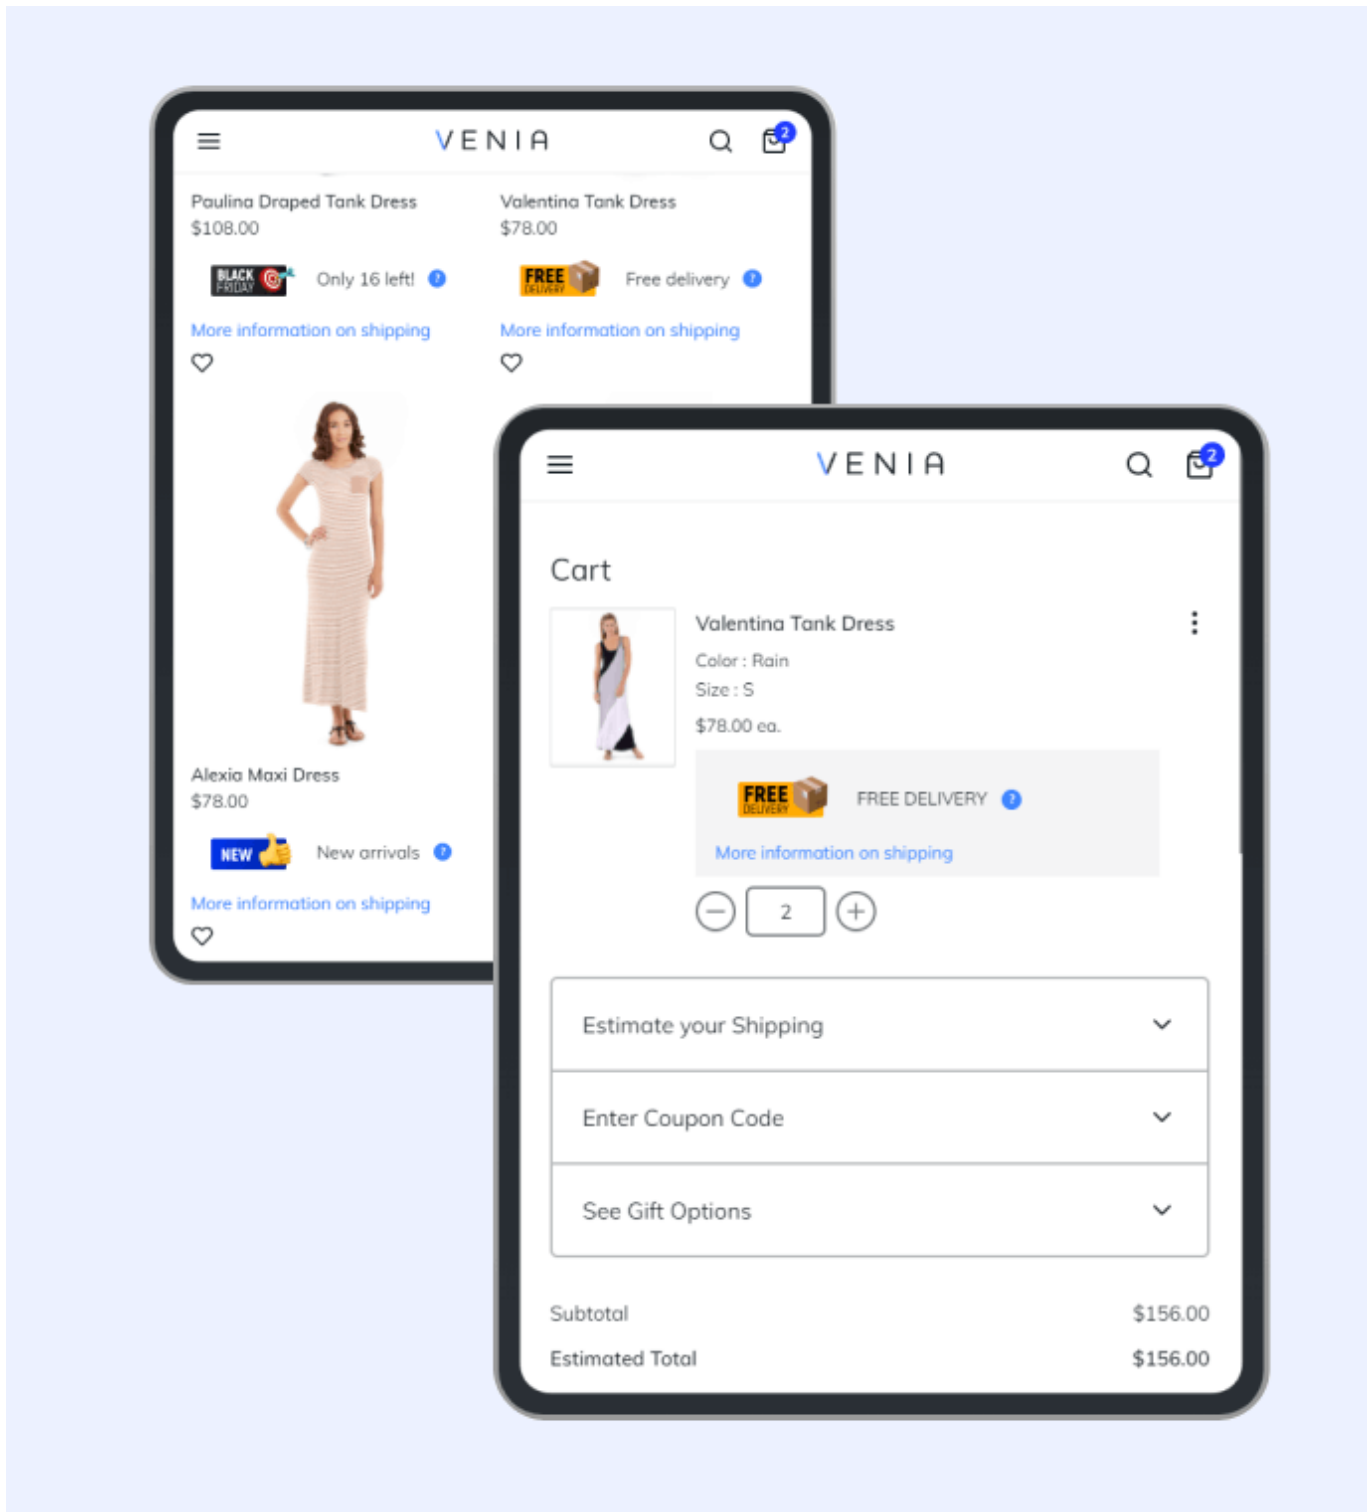 VENIA
2
Paulina Draped Tank Dress
$108.00
BLACK
FRIDAY
Only 16 left! ?
More information on shipping
Valentina Tank Dress
$78.00
FREE
DELIVERY
Free delivery ?
More information on shipping
Alexia Maxi Dress
$78.00
NEW
New arrivals ?
More information on shipping
VENIA
2
Cart
Valentina Tank Dress
Color : Rain
Size : S
$78.00 ea.
FREE
DELIVERY
FREE DELIVERY ?
More information on shipping
2
Estimate your Shipping
Enter Coupon Code
See Gift Options
Subtotal $156.00
Estimated Total $156.00